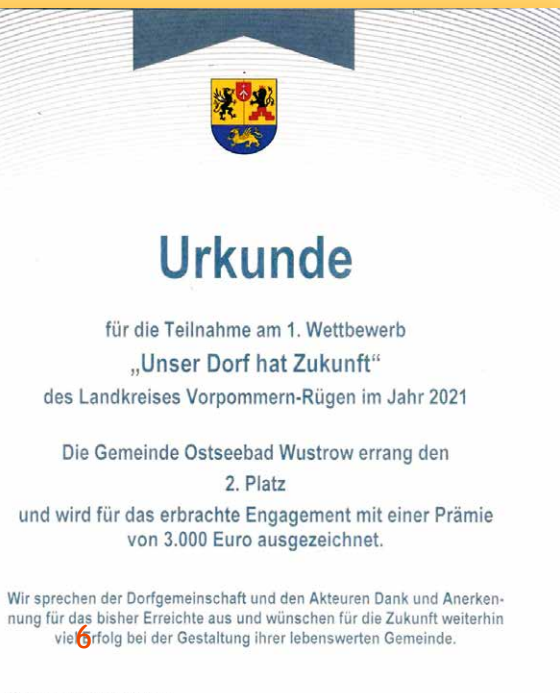 Urkunde
für die Teilnahme am 1. Wettbewerb
„Unser Dorf hat Zukunft“
des Landkreises Vorpommern-Rügen im Jahr 2021
Die Gemeinde Ostseebad Wustrow errang den
2. Platz
und wird für das erbrachte Engagement mit einer Prämie
von 3.000 Euro ausgezeichnet.
Wir sprechen der Dorfgemeinschaft und den Akteuren Dank und Anerken-
nung für das bisher Erreichte aus und wünschen für die Zukunft weiterhin
viel Erfolg bei der Gestaltung ihrer lebenswerten Gemeinde.
6